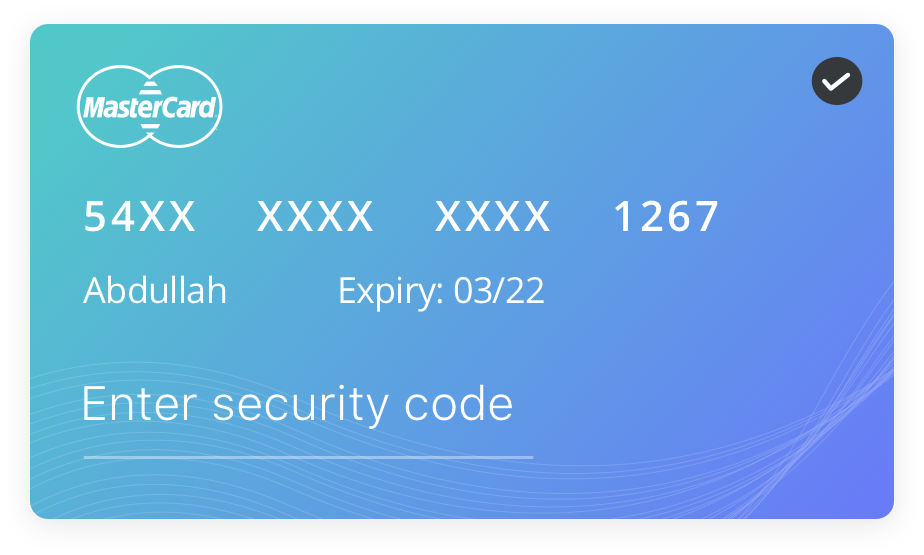 MasterCard
54XX XXXX XXXX 1267
Abdullah Expiry: 03/22
Enter security code